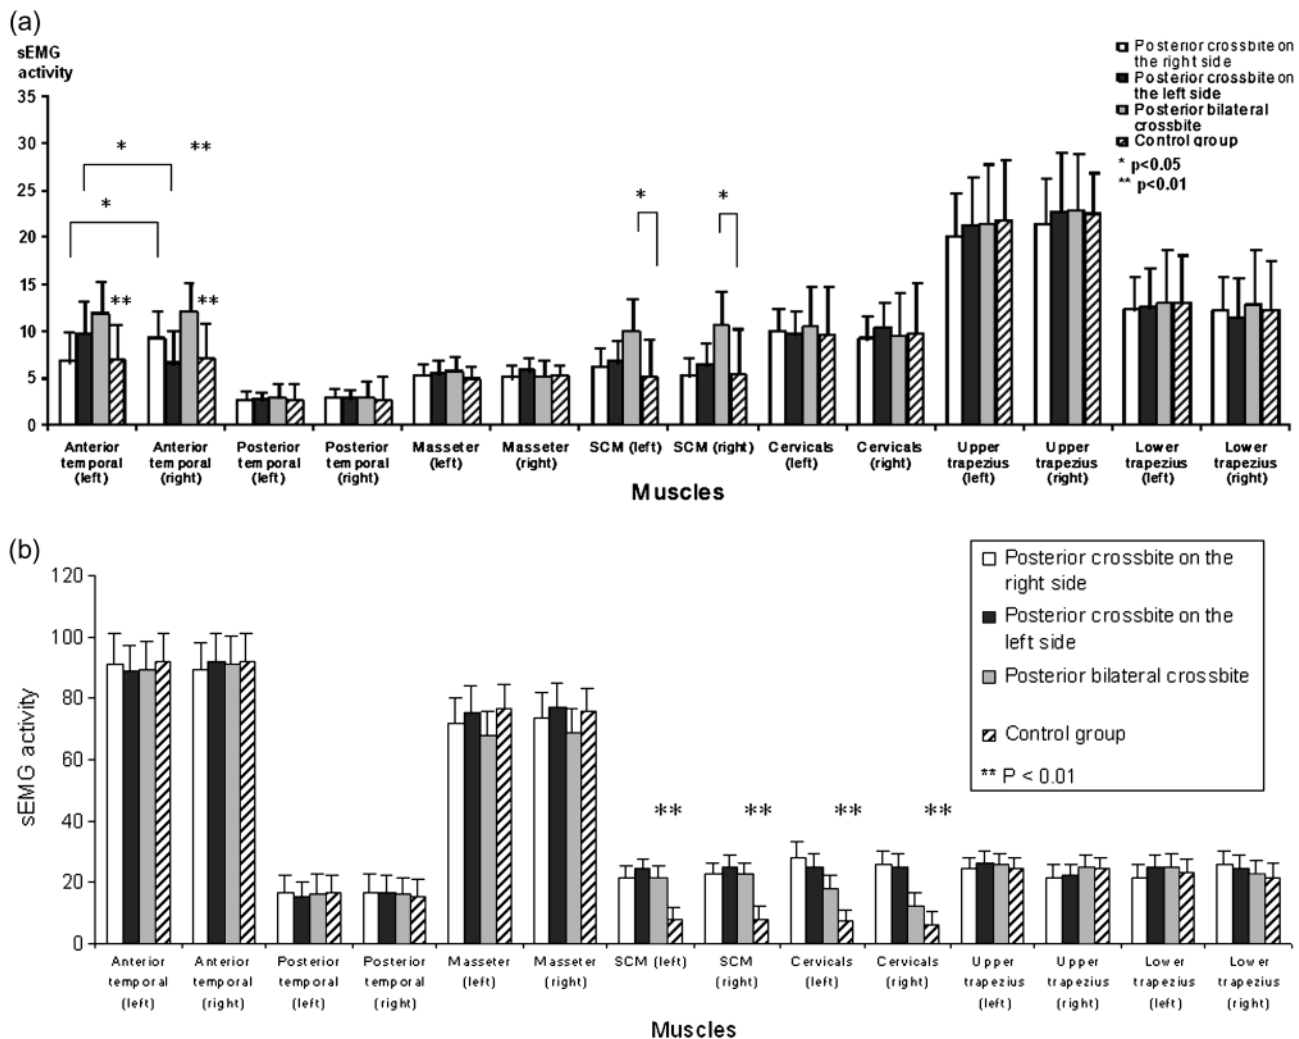 (a)
sEMG
activity
Posterior crossbite on
the right side
Posterior crossbite on
the left side
Posterior bilateral
crossbite
Control group
* p<0.05
** p<0.01
35
30
25
20
15
10
5
0
* **
*
** **
* *
Anterior temporal (left)
Anterior temporal (right)
Posterior temporal (left)
Posterior temporal (right)
Masseter (left)
Masseter (right)
SCM (left)
SCM (right)
Cervicals (left)
Cervicals (right)
Upper trapezius (left)
Upper trapezius (right)
Lower trapezius (left)
Lower trapezius (right)
Muscles
(b)
sEMG activity
120
100
80
60
40
20
0
Posterior crossbite on the
right side
Posterior crossbite on the
left side
Posterior bilateral crossbite
Control group
** P < 0.01
** ** ** **
Anterior temporal (left)
Anterior temporal (right)
Posterior temporal (left)
Posterior temporal (right)
Masseter (left)
Masseter (right)
SCM (left)
SCM (right)
Cervicals (left)
Cervicals (right)
Upper trapezius (left)
Upper trapezius (right)
Lower trapezius (left)
Lower trapezius (right)
Muscles